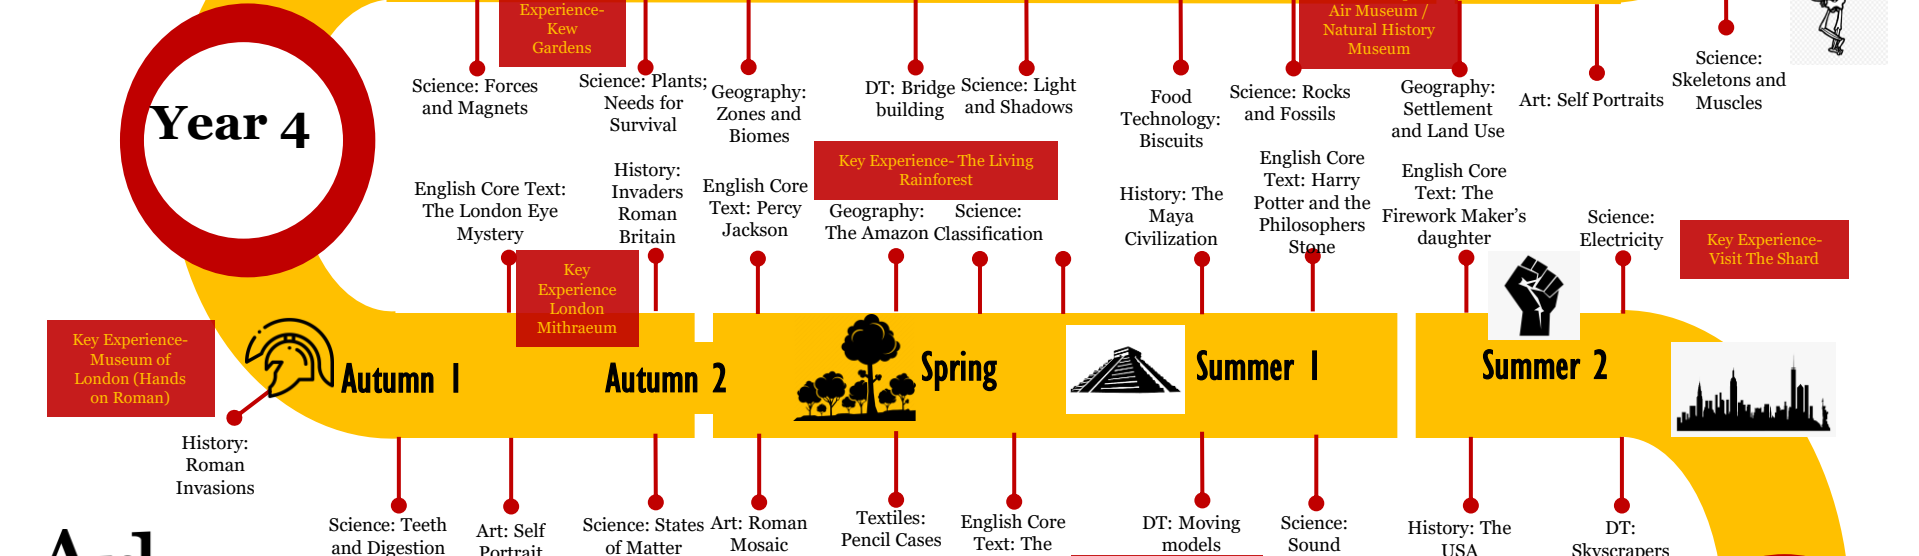 Experience-
Kew
Gardens
Air Museum /
Natural History
Museum
Science: Forces
and Magnets
Science: Plants;
Needs for
Survival
Geography:
Zones and
Biomes
DT: Bridge
building
Science: Light
and Shadows
Food
Technology:
Biscuits
Science: Rocks
and Fossils
Geography:
Settlement
and Land Use
Art: Self Portraits
Science:
Skeletons and
Muscles
Year 4
English Core Text:
The London Eye
Mystery
History:
Invaders
Roman
Britain
English Core
Text: Percy
Jackson
Key Experience- The Living
Rainforest
Geography:
The Amazon
Science:
Classification
History: The
Maya
Civilization
English Core
Text: Harry
Potter and the
Philosophers
Stone
English Core
Text: The
Firework Maker's
daughter
Science:
Electricity
Key Experience-
Visit The Shard
Key
Experience
London
Mithraeum
Key Experience-
Museum of
London (Hands
on Roman)
Autumn 1
Autumn 2
Spring
Summer 1
Summer 2
History:
Roman
Invasions
Science: Teeth
and Digestion
Art: Self
Portrait
Science: States
of Matter
Art: Roman
Mosaic
Textiles:
Pencil Cases
English Core
Text: The
DT: Moving
models
Science:
Sound
History: The
USA
DT:
Skyscrapers